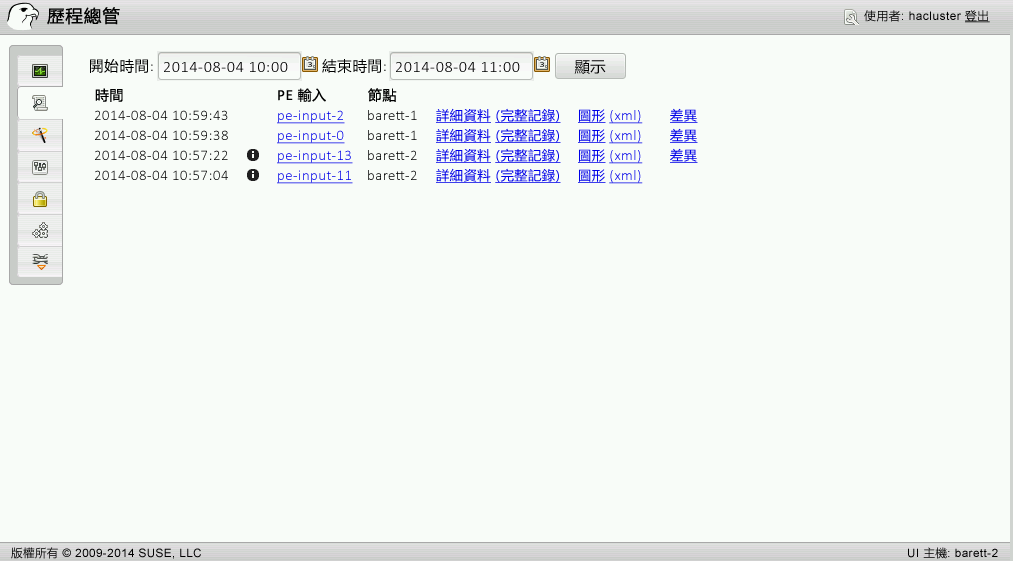 歷程總管
使用者: hacluster 登出
開始時間: 2014-08-04 10:00 結束時間: 2014-08-04 11:00 顯示
時間 PE 輸入 節點
2014-08-04 10:59:43 pe-input-2 barett-1 詳細資料 (完整記錄) 圖形 (xml) 差異
2014-08-04 10:59:38 pe-input-0 barett-1 詳細資料 (完整記錄) 圖形 (xml) 差異
2014-08-04 10:57:22 pe-input-13 barett-2 詳細資料 (完整記錄) 圖形 (xml) 差異
2014-08-04 10:57:04 pe-input-11 barett-2 詳細資料 (完整記錄) 圖形 (xml)
版權所有 © 2009-2014 SUSE, LLC
UI 主機: barett-2